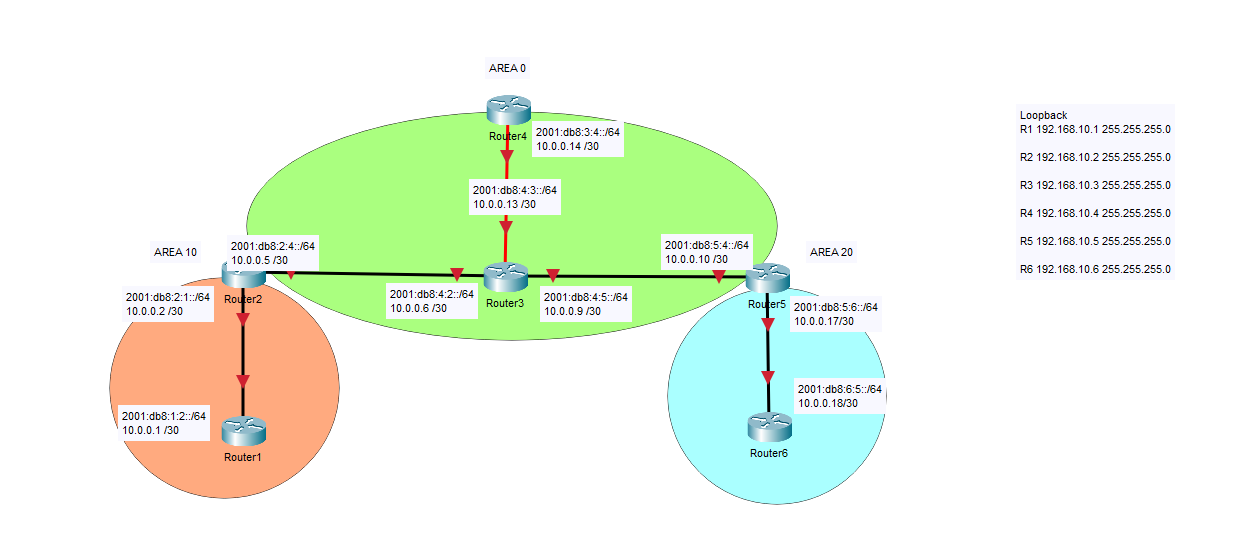 AREA 0
Router4
2001:db8:3:4::/64
10.0.0.14 /30
2001:db8:4:3::/64
10.0.0.13 /30
AREA 10
2001:db8:2:4::/64
10.0.0.5 /30
2001:db8:5:4::/64
10.0.0.10 /30
AREA 20
Router2
2001:db8:2:1::/64
10.0.0.2 /30
2001:db8:4:2::/64
10.0.0.6 /30
Router3
2001:db8:4:5::/64
10.0.0.9 /30
Router5
2001:db8:5:6::/64
10.0.0.17/30
2001:db8:1:2::/64
10.0.0.1 /30
Router1
2001:db8:6:5::/64
10.0.0.18/30
Router6
Loopback
R1 192.168.10.1 255.255.255.0
R2 192.168.10.2 255.255.255.0
R3 192.168.10.3 255.255.255.0
R4 192.168.10.4 255.255.255.0
R5 192.168.10.5 255.255.255.0
R6 192.168.10.6 255.255.255.0